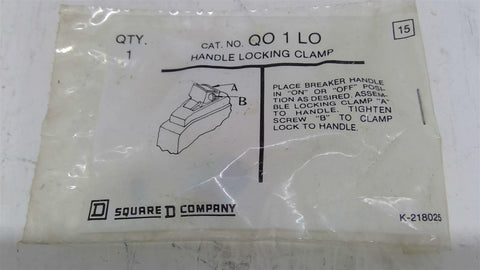 QTY.
1
CAT. NO. QO 1 LO
HANDLE LOCKING CLAMP
15
A
B
PLACE BREAKER HANDLE
IN "ON" OR "OFF" POSI-
TION AS DESIRED. ASSEM-
BLE LOCKING CLAMP "A"
TO HANDLE. TIGHTEN
SCREW "B" TO CLAMP
LOCK TO HANDLE.
D SQUARE D COMPANY
K-218025